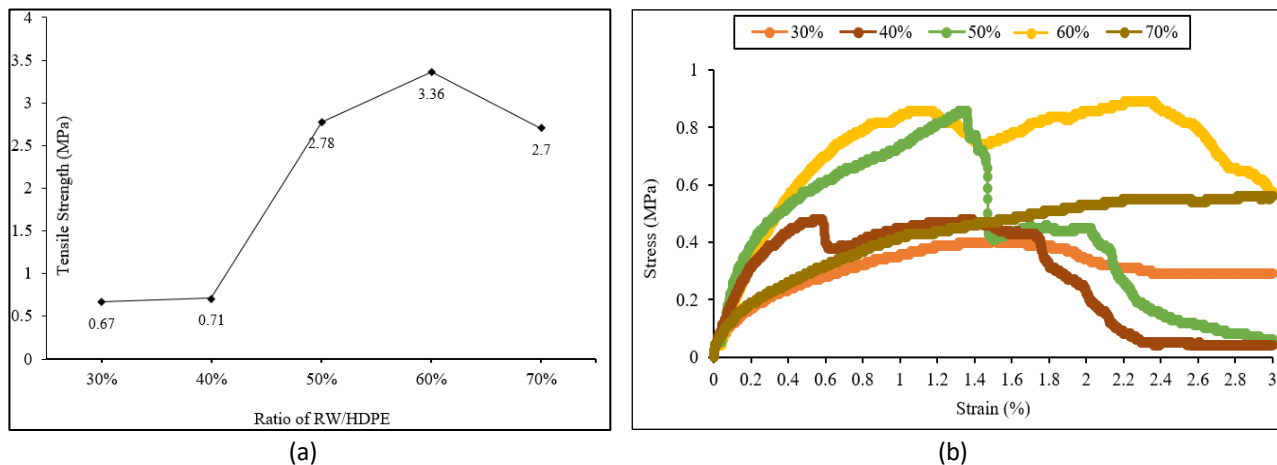 4
3.5
3
2.5
2
1.5
1
0.5
0
Tensile Strength (MPa)
0.67
0.71
2.78
3.36
2.7
30% 40% 50% 60% 70%
Ratio of RW/HDPE
(a)
30% 40% 50% 60% 70%
1
0.8
0.6
0.4
0.2
0
Stress (MPa)
0 0.2 0.4 0.6 0.8 1 1.2 1.4 1.6 1.8 2 2.2 2.4 2.6 2.8 3
Strain (%)
(b)